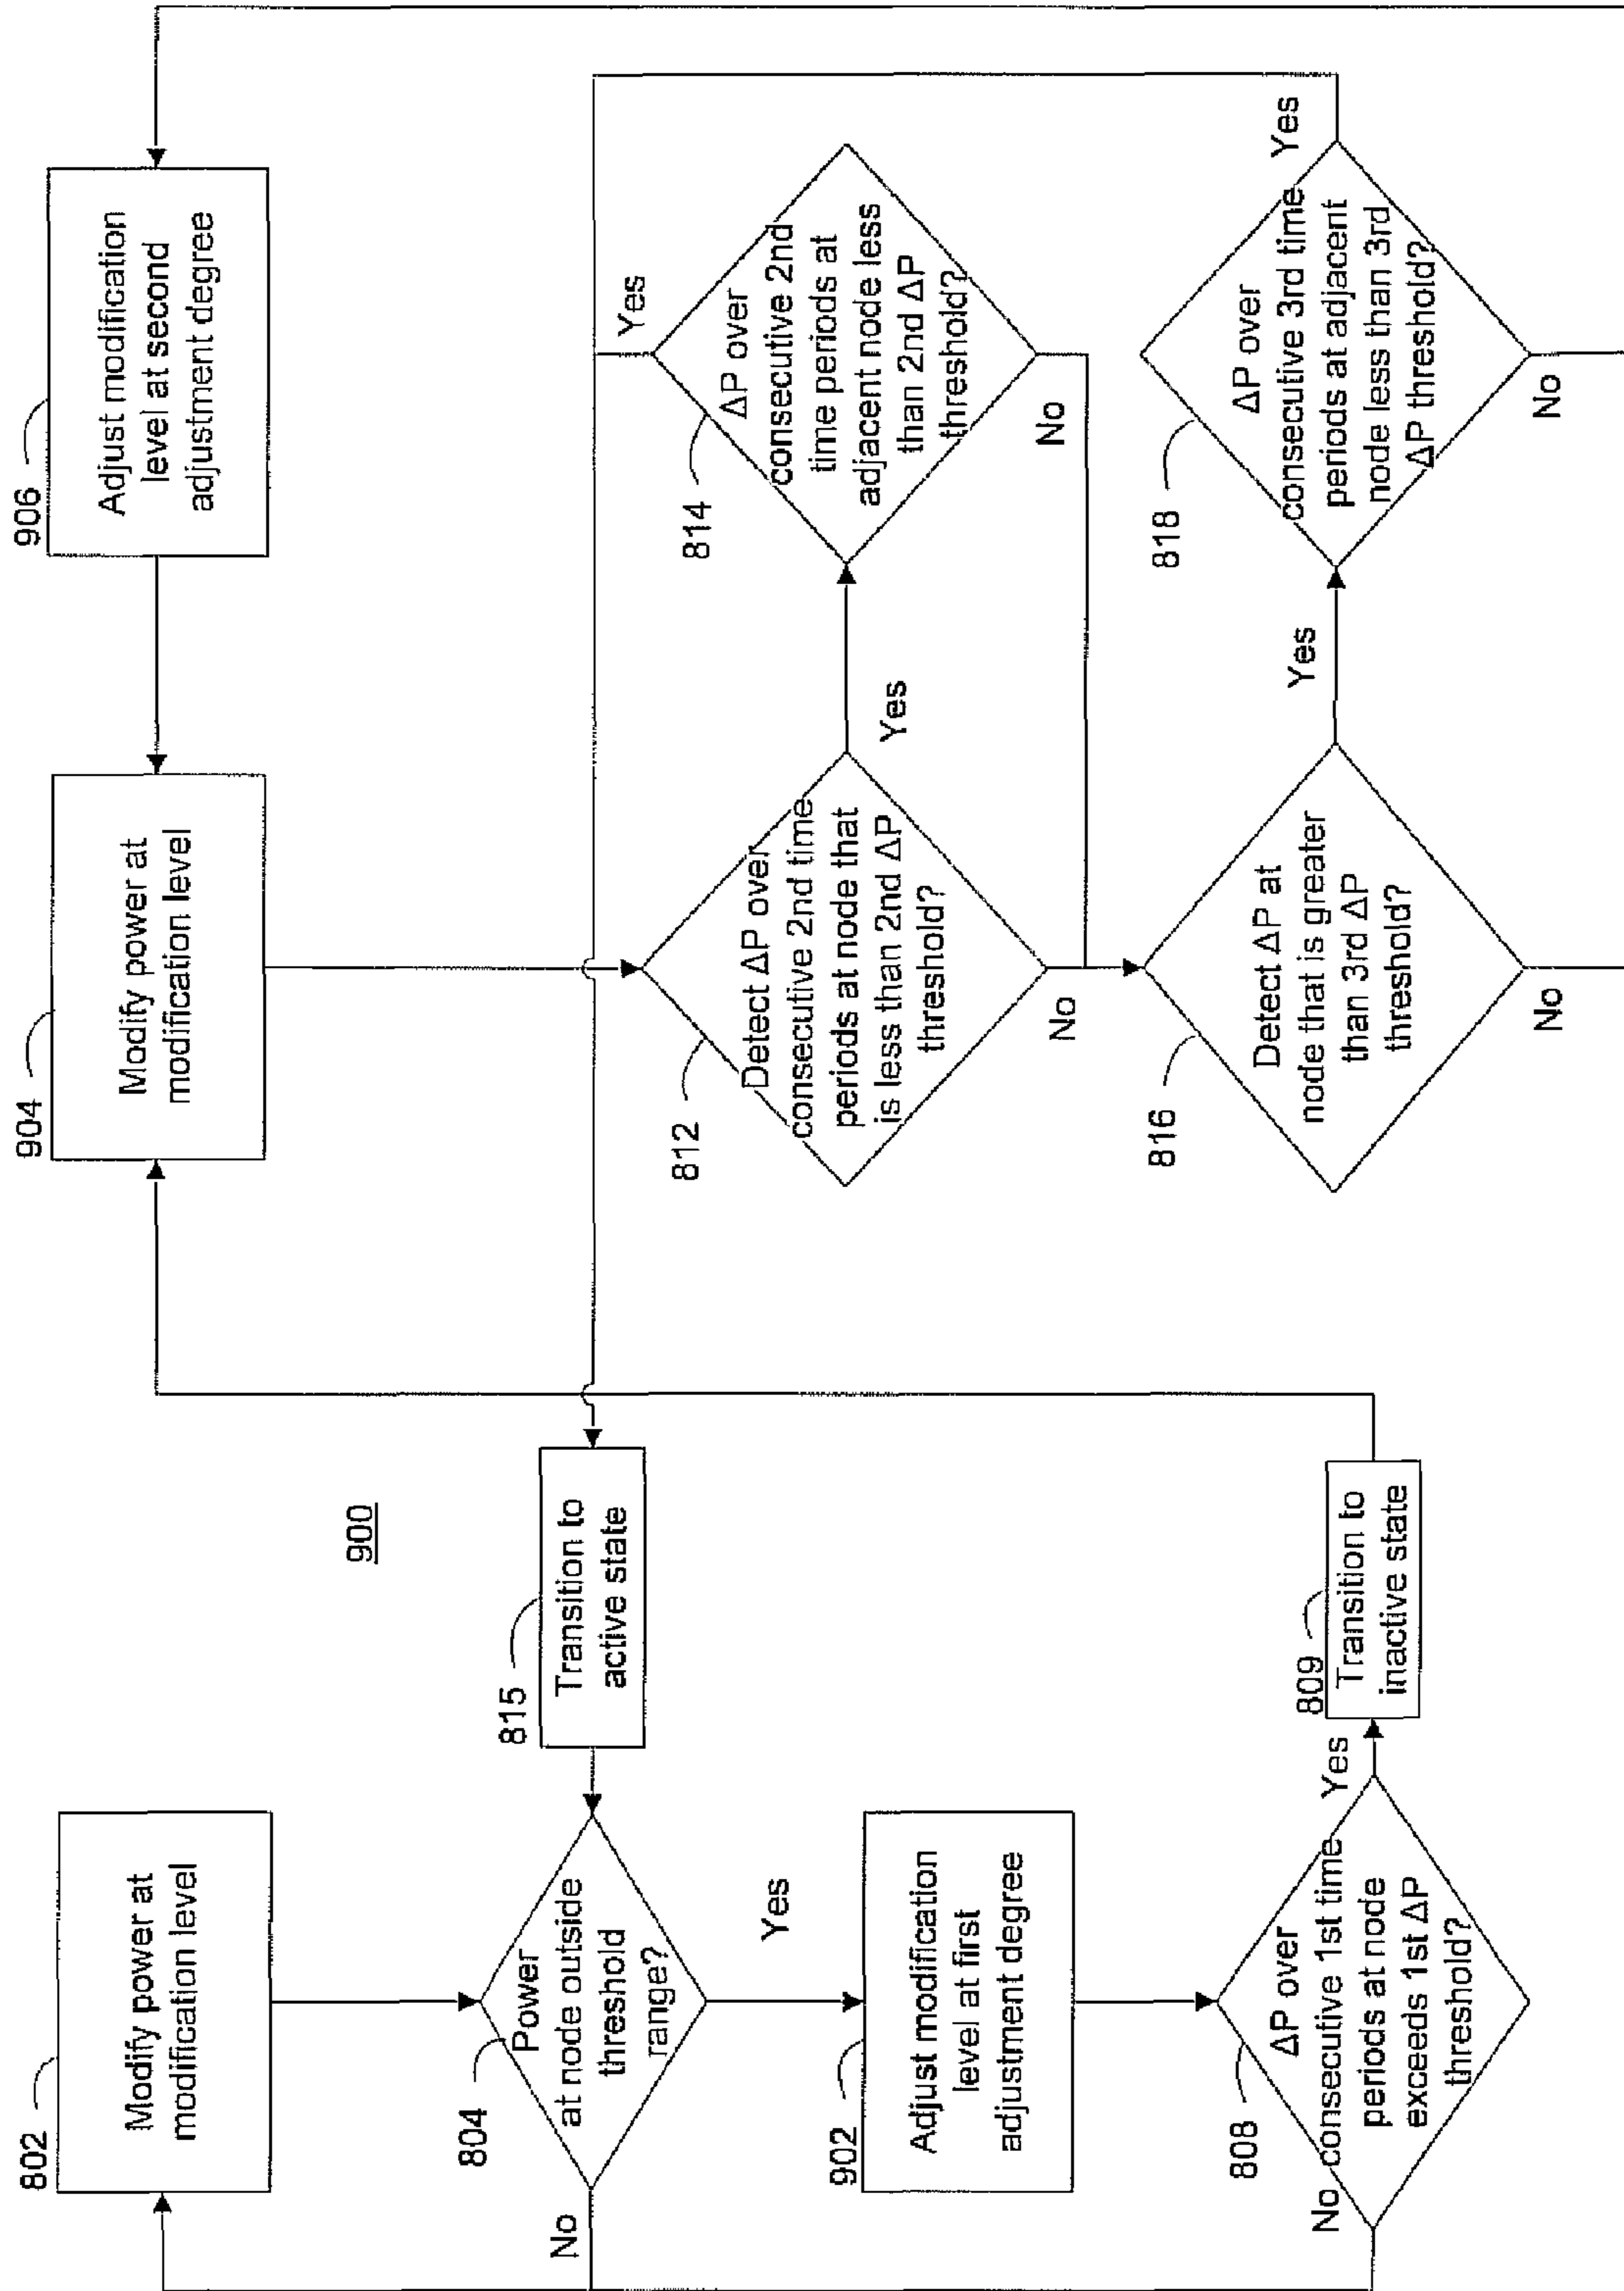 900
802
Modify power at
modification level
804
Power
at node outside
threshold
range?
No
Yes
902
Adjust modification
level at first
adjustment degree
808
ΔP over
consecutive 1st time
periods at node
exceeds 1st ΔP
threshold?
No
Yes
809
Transition to
inactive state
815
Transition to
active state
904
Modify power at
modification level
906
Adjust modification
level at second
adjustment degree
812
Detect ΔP over
consecutive 2nd time
periods at node that
is less than 2nd ΔP
threshold?
Yes
No
814
ΔP over
consecutive 2nd
time periods at
adjacent node less
than 2nd ΔP
threshold?
Yes
No
816
Detect ΔP at
node that is greater
than 3rd ΔP
threshold?
Yes
No
818
ΔP over
consecutive 3rd time
periods at adjacent
node less than 3rd
ΔP threshold?
Yes
No